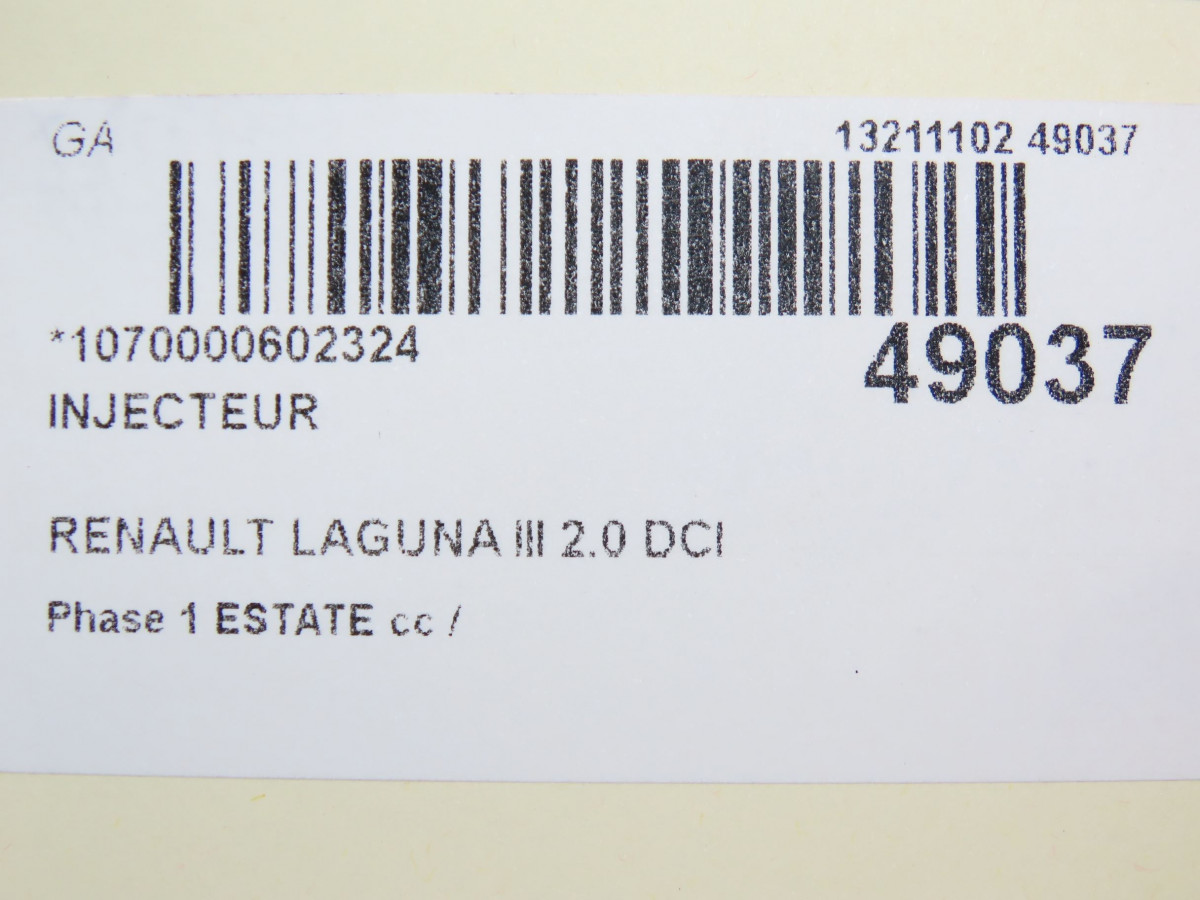 GA
13211102 49037
*1070000602324
49037
INJECTEUR
RENAULT LAGUNA III 2.0 DCI
Phase 1 ESTATE cc /